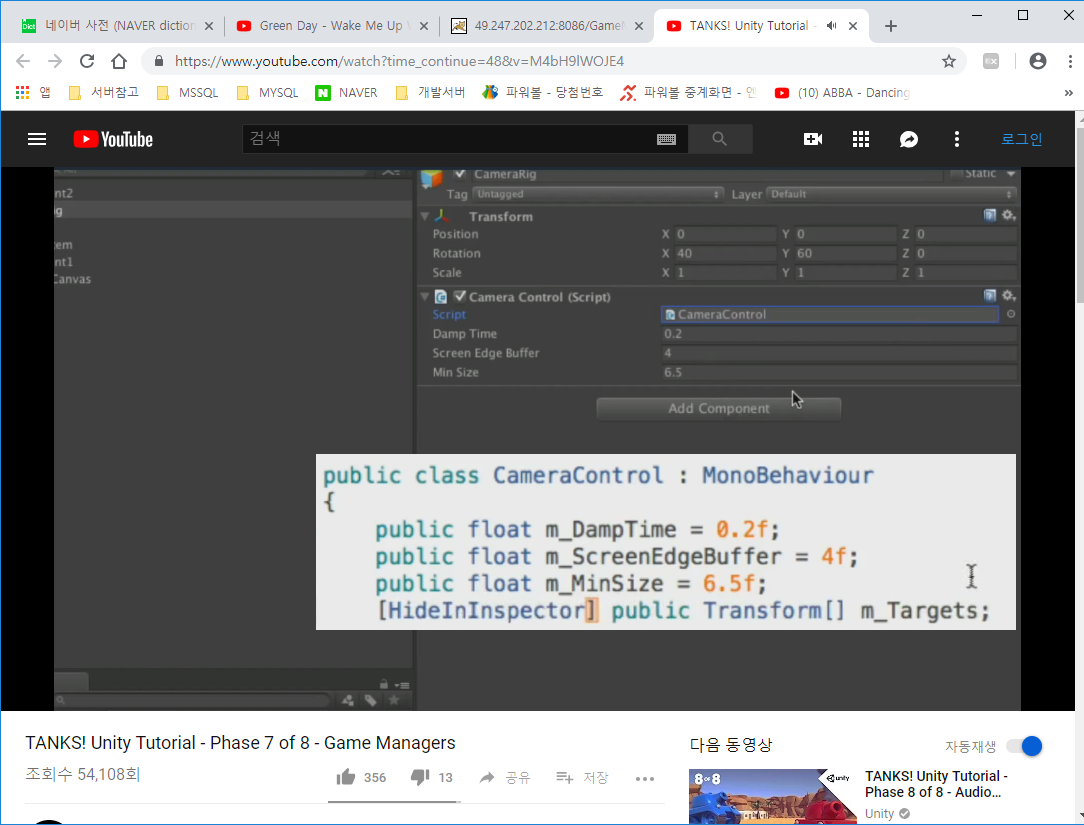 네이버 사전 (NAVER diction
Green Day - Wake Me Up
49.247.202.212:8086/Game
TANKS! Unity Tutorial -
https://www.youtube.com/watch?time_continue=48&v=M4bH9lWOJE4
앱
서버참고
MSSQL
MYSQL
NAVER
개발서버
파워볼 - 당첨번호
파워볼 중계화면 -
(10) ABBA - Dancing
»
YouTube
검색
로그인
CameraRig
Static
nt2
Tag Untagged
Layer Default
g
Transform
Position X 0 Y 0 Z 0
em
Rotation X 40 Y 60 Z 0
nt1
Scale X 1 Y 1 Z 1
Canvas
Camera Control (Script)
Script CameraControl
Damp Time 0.2
Screen Edge Buffer 4
Min Size 6.5
Add Component
public class CameraControl : MonoBehaviour
{
public float m_DampTime = 0.2f;
public float m_ScreenEdgeBuffer = 4f;
public float m_MinSize = 6.5f;
[HideInInspector] public Transform[] m_Targets;
TANKS! Unity Tutorial - Phase 7 of 8 - Game Managers
조회수 54,108회
356
13
공유
저장
다음 동영상
자동재생
8 OF 8
unity
TANKS! Unity Tutorial -
Phase 8 of 8 - Audio...
Unity